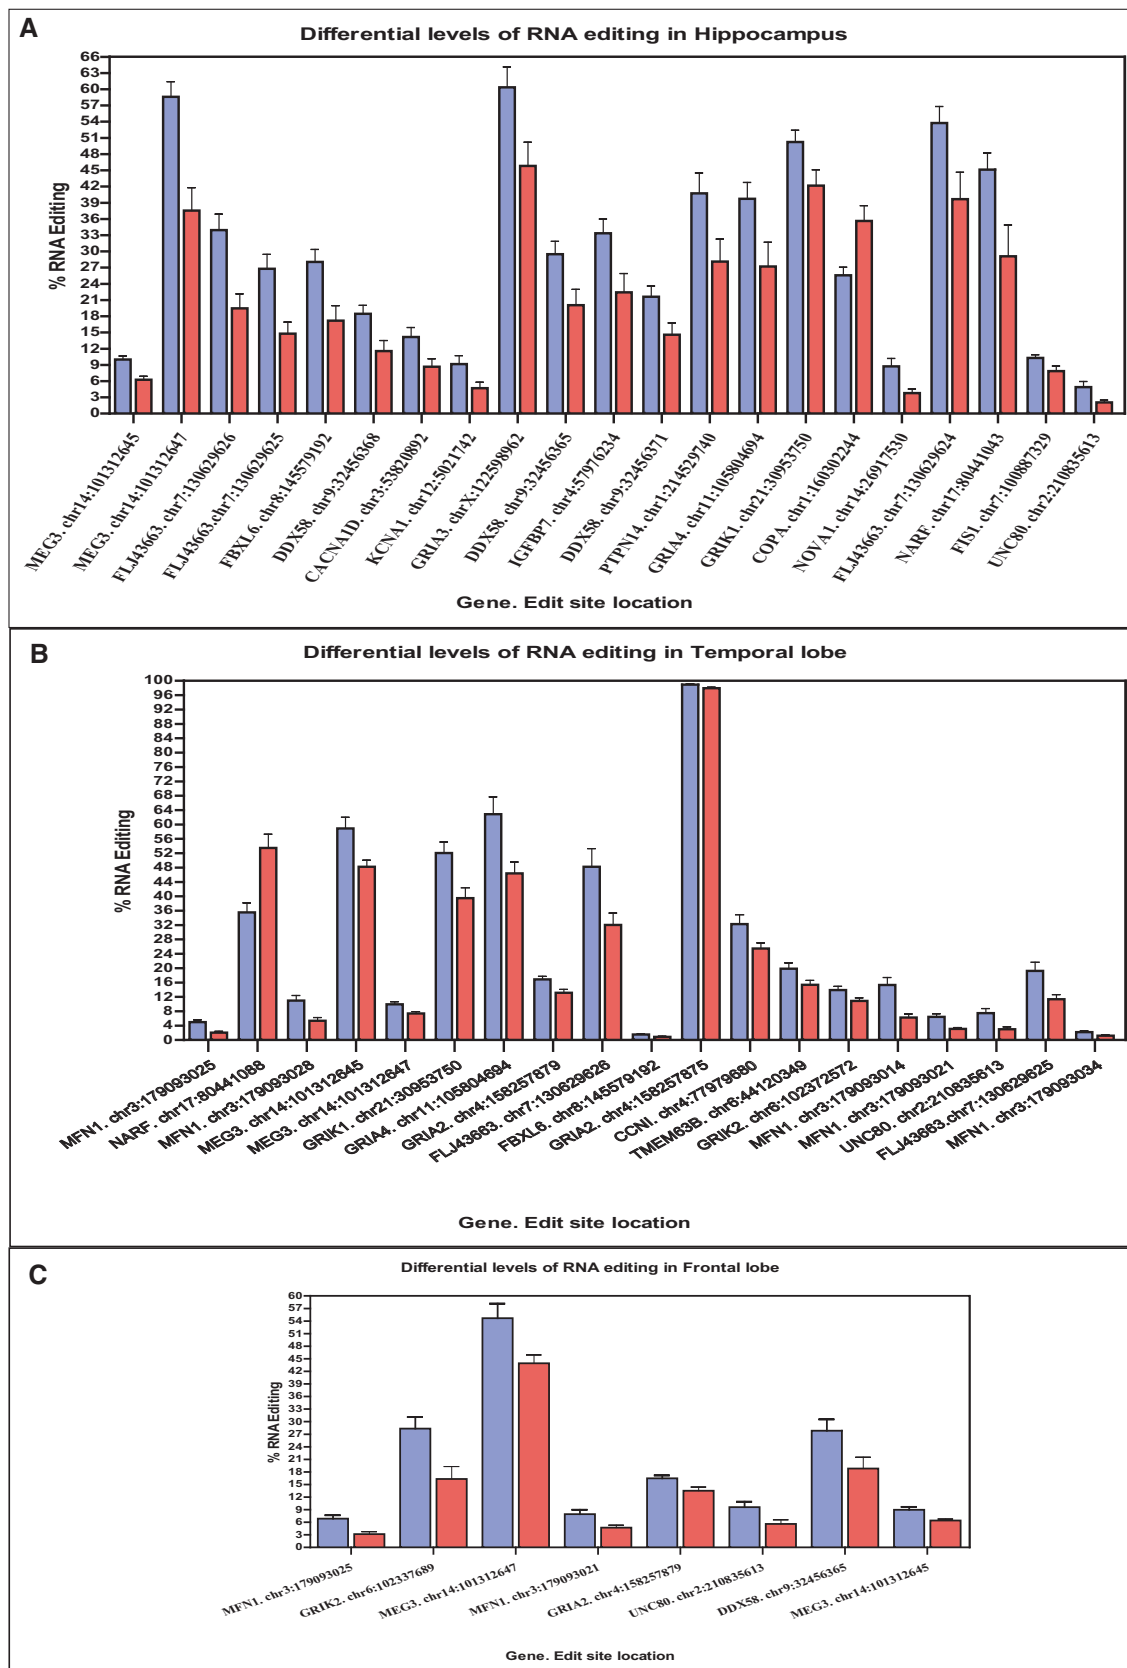 A
Differential levels of RNA editing in Hippocampus
% RNA Editing
66
63
60
57
54
51
48
45
42
39
36
33
30
27
24
21
18
15
12
9
6
3
0
MEG3. chr14:101312645
MEG3. chr14:101312647
FLJ43663. chr7:130629626
FLJ43663.chr7:130629625
FBXL6. chr8:145579192
DDX58. chr9:32456368
CACNA1D. chr3:53820892
KCNA1. chr12:5021742
GRIA3. chrX:122598962
DDX58. chr9:32456365
IGFBP7. chr4:57976234
DDX58. chr9:32456371
PTPN14. chr1:214529740
GRIA4. chr11:105804694
GRIK1. chr21:30953750
COPA. chr1:160302244
NOVA1. chr14:26917530
FLJ43663. chr7:130629624
NARF. chr17:80441043
FIS1. chr7:100887329
UNC80. chr2:210835613
Gene. Edit site location
B
Differential levels of RNA editing in Temporal lobe
% RNA Editing
100
96
92
88
84
80
76
72
68
64
60
56
52
48
44
40
36
32
28
24
20
16
12
8
4
0
MFN1. chr3:179093025
NARF. chr17:80441088
MFN1. chr3:179093028
MEG3. chr14:101312645
MEG3. chr14:101312647
GRIK1. chr21:30953750
GRIA4. chr11:105804694
GRIA2. chr4:158257879
FLJ43663. chr7:130629626
FBXL6. chr8:145579192
GRIA2. chr4:158257875
CCNI. chr4:77979680
TMEM63B. chr6:44120349
GRIK2. chr6:102372572
MFN1. chr3:179093014
MFN1. chr3:179093021
UNC80. chr2:210835613
FLJ43663.chr7:130629625
MFN1. chr3:179093034
Gene. Edit site location
C
Differential levels of RNA editing in Frontal lobe
% RNA Editing
60
57
54
51
48
45
42
39
36
33
30
27
24
21
18
15
12
9
6
3
0
MFN1. chr3:179093025
GRIK2. chr6:102337689
MEG3. chr14:101312647
MFN1. chr3:179093021
GRIA2. chr4:158257879
UNC80. chr2:210835613
DDX58. chr9:32456365
MEG3. chr14:101312645
Gene. Edit site location